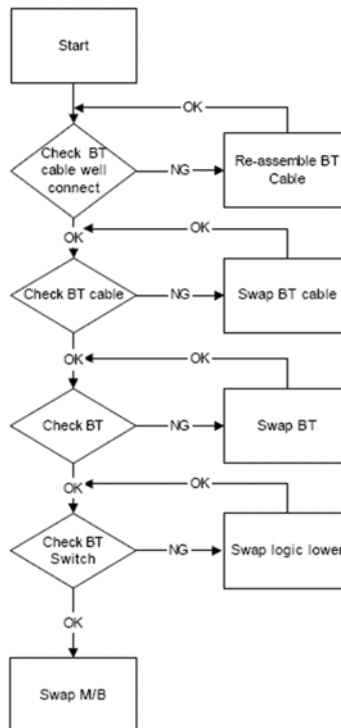 Start
OK
Check BT
cable well
connect
NG
Re-assemble BT
Cable
OK
OK
Check BT cable
NG
Swap BT cable
OK
OK
Check BT
NG
Swap BT
OK
OK
Check BT
Switch
NG
Swap logic lower
OK
Swap M/B